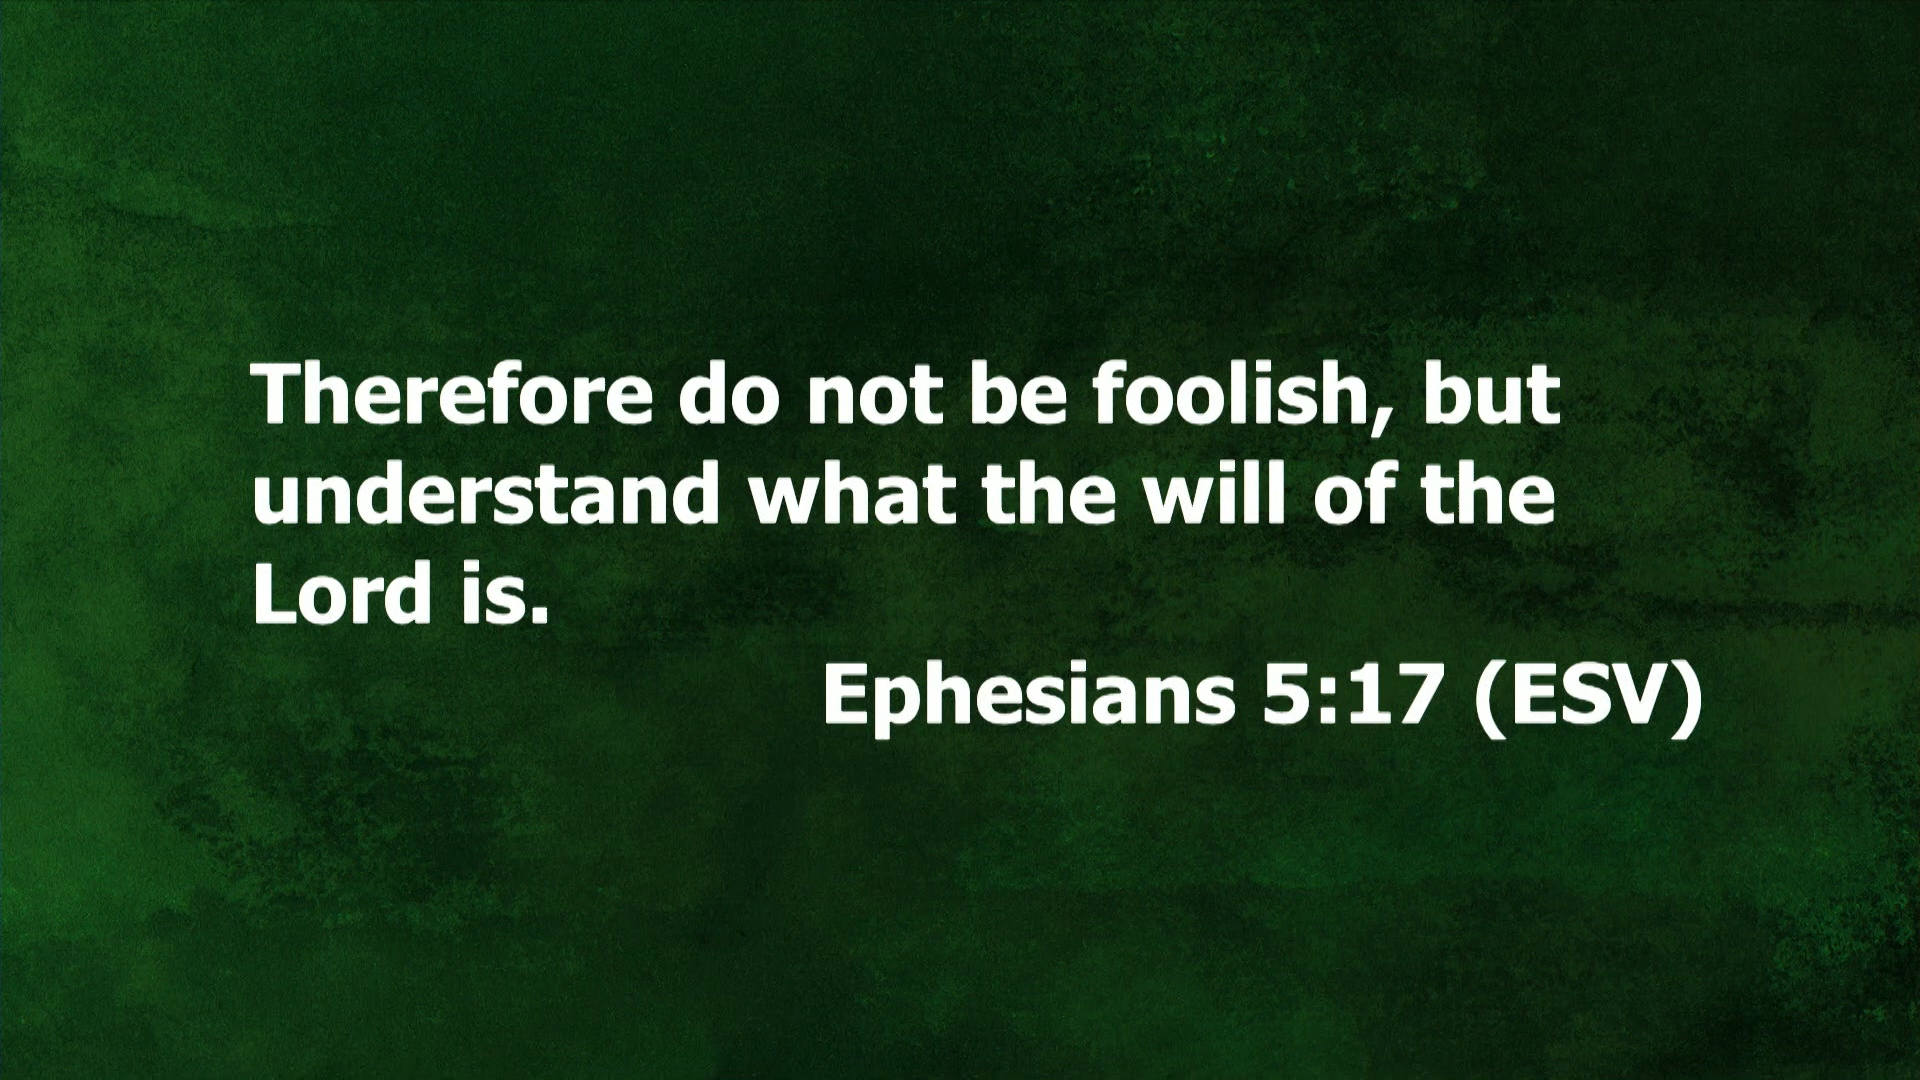 Therefore do not be foolish, but
understand what the will of the
Lord is.
Ephesians 5:17 (ESV)